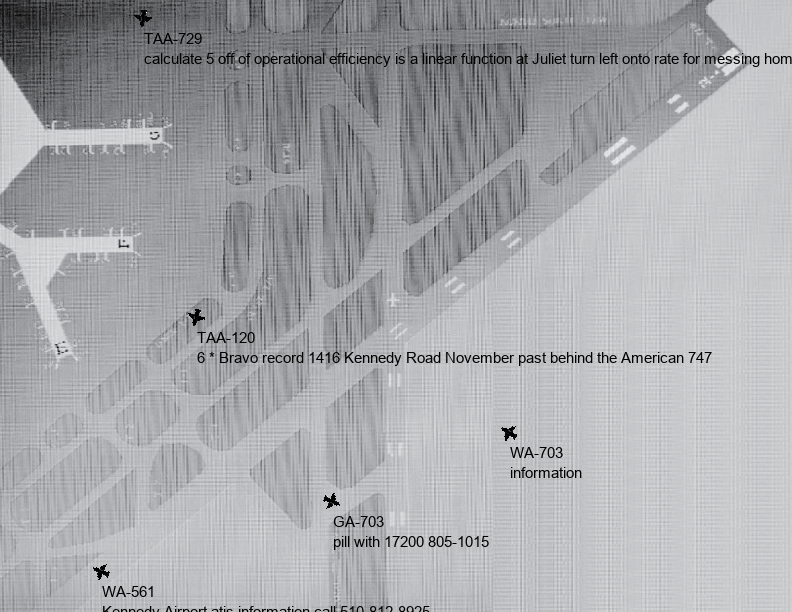 TAA-729
calculate 5 off of operational efficiency is a linear function at Juliet turn left onto rate for messing hom
G
F
TAA-120
6 * Bravo record 1416 Kennedy Road November past behind the American 747
E
WA-703
information
GA-703
pill with 17200 805-1015
WA-561
Kennedy Airport atis information call 510-812-8925